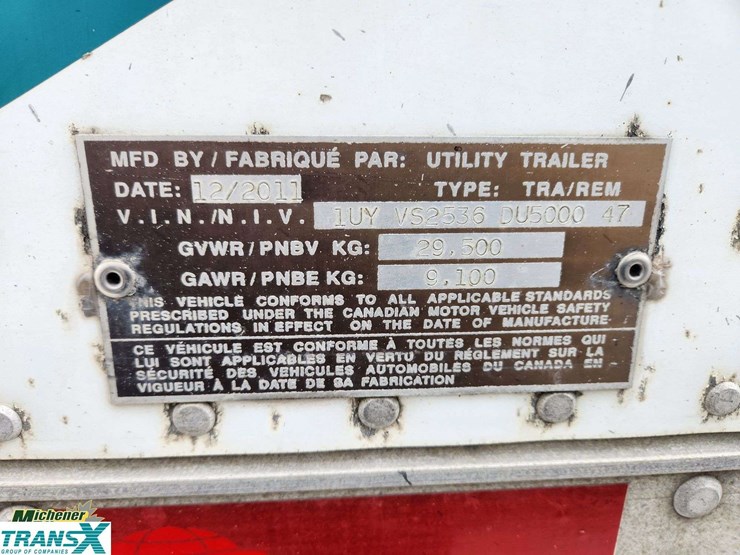 MFD BY/FABRIQUÉ PAR: UTILITY TRAILER
DATE: 12/2011 TYPE: TRA/REM
V.I.N./N.I.V. 1UY VS2536 DU5000 47
GVWR/PNBV KG: 29,500
GAWR/PNBE KG: 9,100
THIS VEHICLE CONFORMS TO ALL APPLICABLE STANDARDS
PRESCRIBED UNDER THE CANADIAN MOTOR VEHICLE SAFETY
REGULATIONS IN EFFECT ON THE DATE OF MANUFACTURE
CE VÉHICULE EST CONFORME À TOUTES LES NORMES QUI
LUI SONT APPLICABLES EN VERTU DU RÉGLEMENT SUR LA
SÉCURITÉ DES VEHICULES AUTOMOBILES DU CANADA EN
VIGUEUR À LA DATE DE SA FABRICATION
Michener
TRANSX
GROUP OF COMPANIES